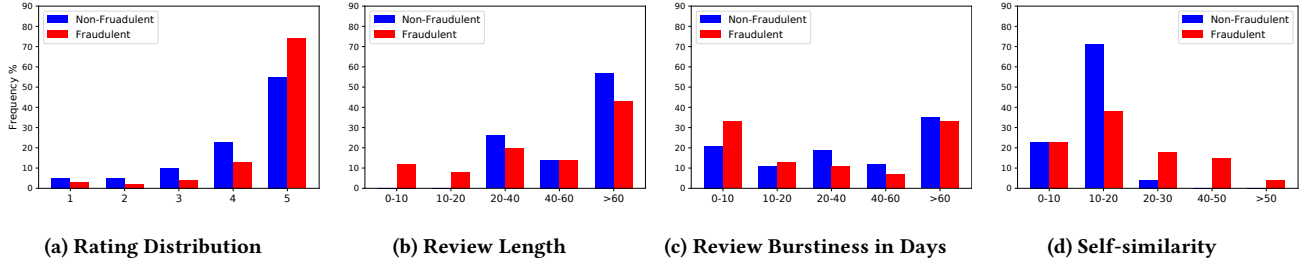 90
80
70
60
50
40
30
20
10
0
Frequency %
Non-Fruadulent
Fraudulent
1 2 3 4 5
(a) Rating Distribution
90
80
70
60
50
40
30
20
10
0
Non-Fraudulent
Fraudulent
0-10 10-20 20-40 40-60 >60
(b) Review Length
90
80
70
60
50
40
30
20
10
0
Non-Fraudulent
Fraudulent
0-10 10-20 20-40 40-60 >60
(c) Review Burstiness in Days
90
80
70
60
50
40
30
20
10
0
Non-Fraudulent
Fraudulent
0-10 10-20 20-30 40-50 >50
(d) Self-similarity